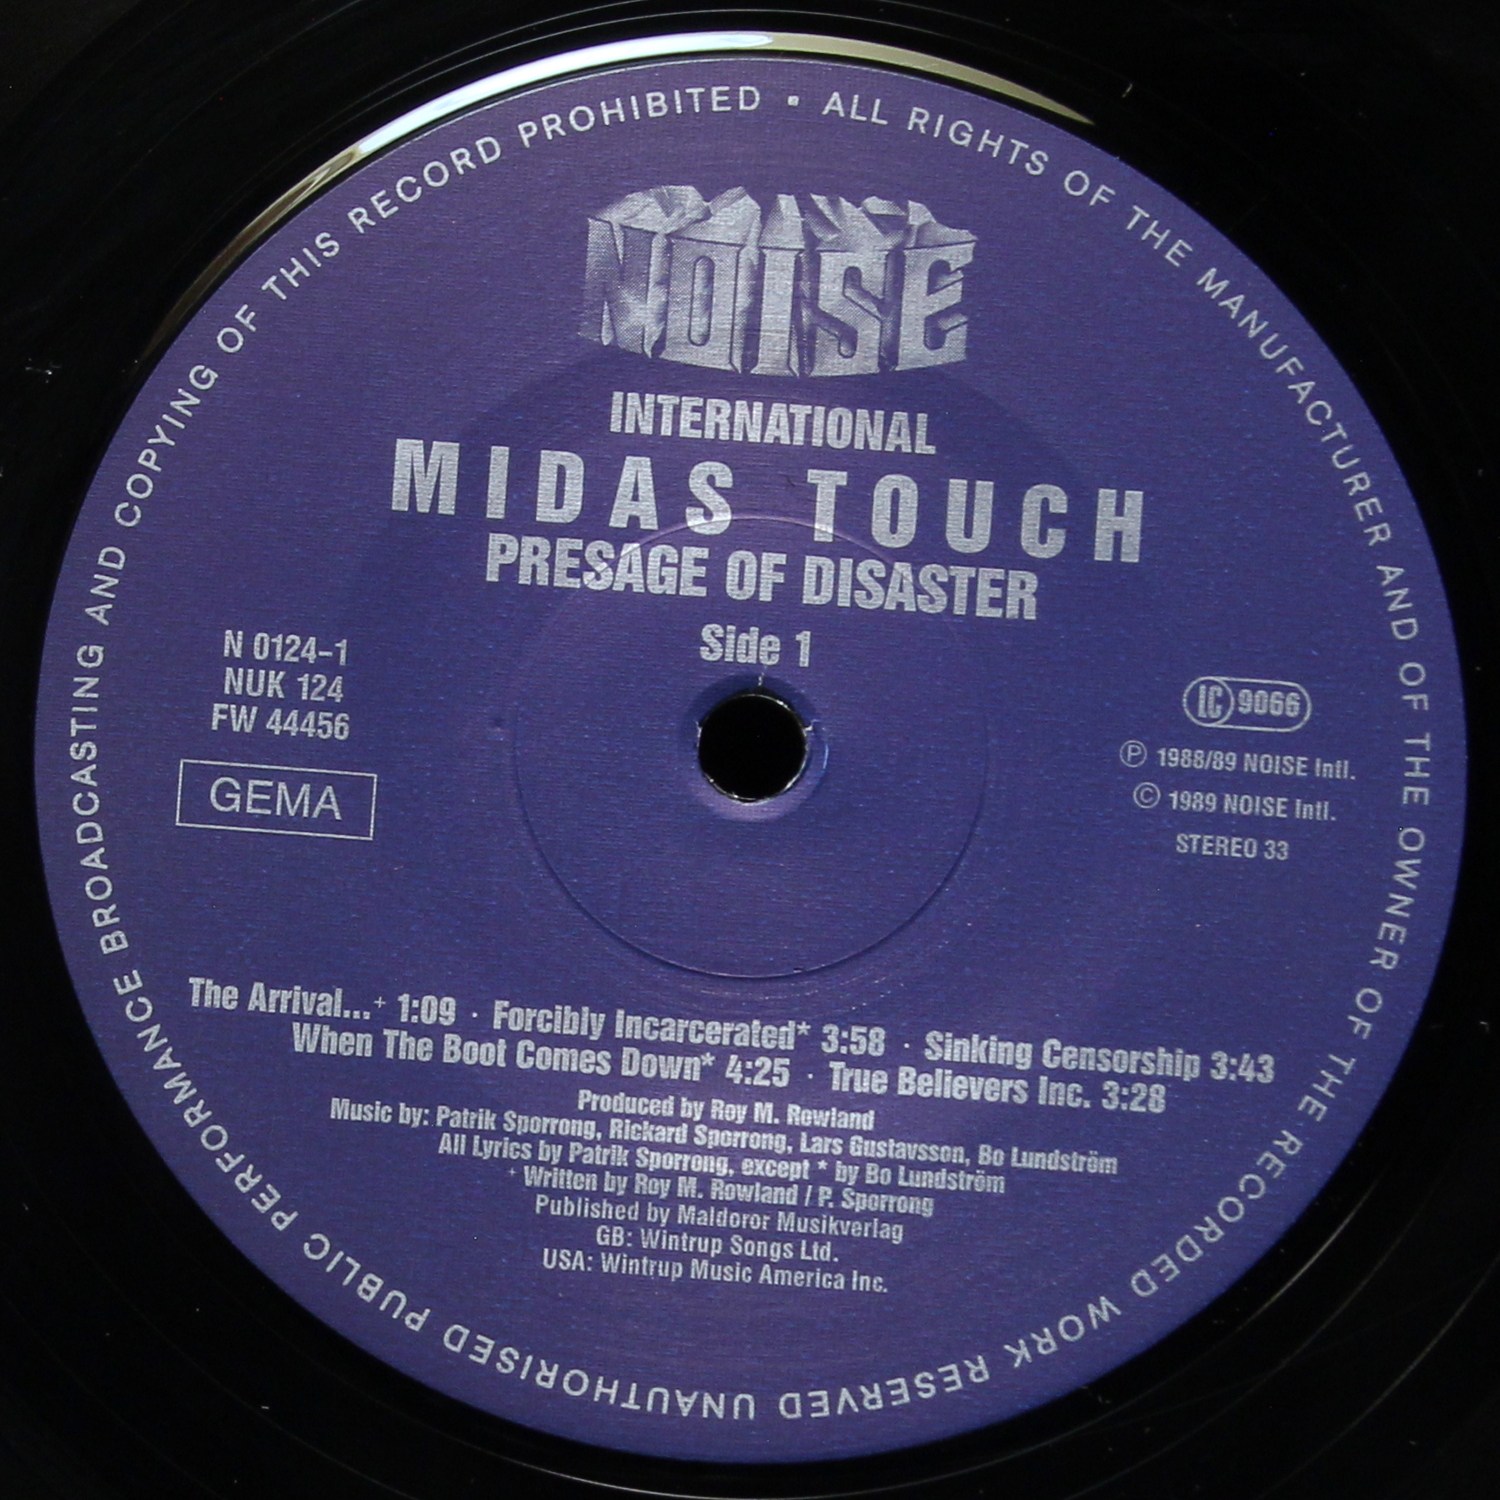 ALL RIGHTS OF THE MANUFACTURER AND OF THE OWNER OF THE RECORDED WORK RESERVED UNAUTHORISED PUBLIC PERFORMANCE BROADCASTING AND COPYING OF THIS RECORD PROHIBITED •
NOISE
INTERNATIONAL
MIDAS TOUCH
PRESAGE OF DISASTER
Side 1
N 0124-1
NUK 124
FW 44456
GEMA
LC 9066
Ⓟ 1988/89 NOISE Intl.
© 1989 NOISE Intl.
STEREO 33
The Arrival...+ 1:09 · Forcibly Incarcerated* 3:58 · Sinking Censorship 3:43
When The Boot Comes Down* 4:25 · True Believers Inc. 3:28
Produced by Roy M. Rowland
Music by: Patrik Sporrong, Rickard Sporrong, Lars Gustavsson, Bo Lundström
All Lyrics by Patrik Sporrong, except * by Bo Lundström
+ Written by Roy M. Rowland / P. Sporrong
Published by Maldoror Musikverlag
GB: Wintrup Songs Ltd.
USA: Wintrup Music America Inc.